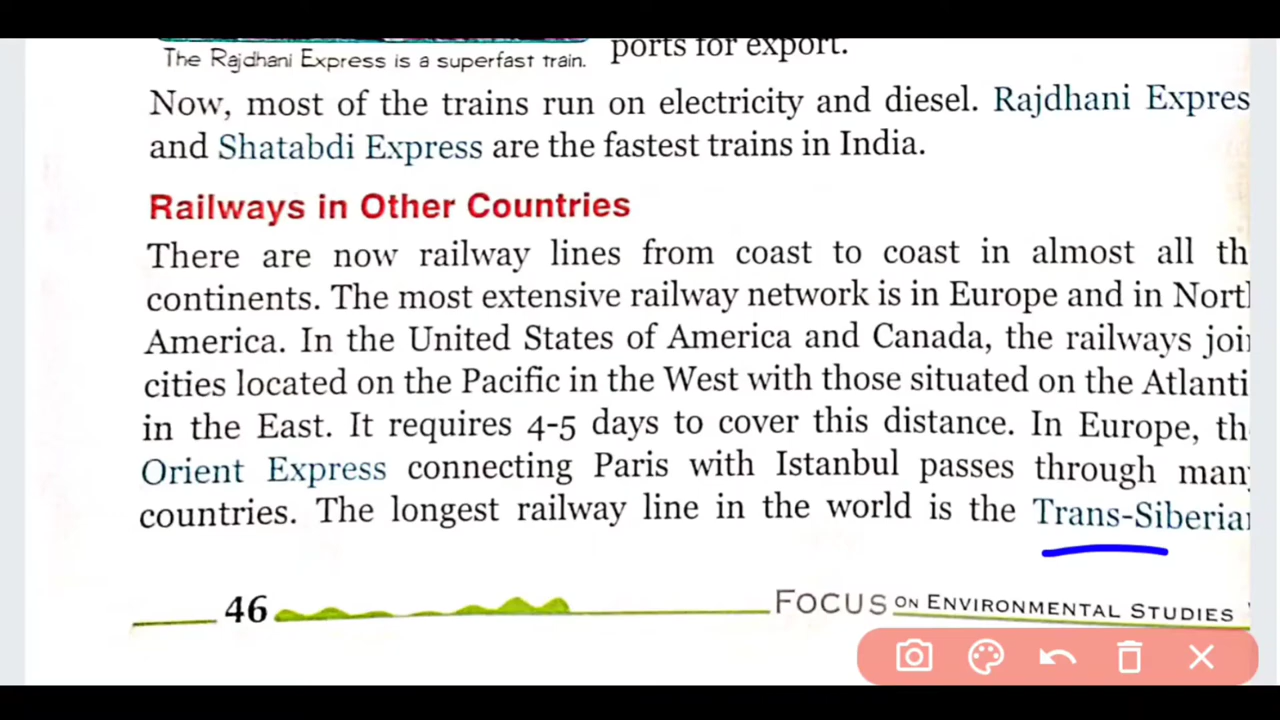 The Rajdhani Express is a superfast train.
ports for export.
Now, most of the trains run on electricity and diesel. Rajdhani Expres
and Shatabdi Express are the fastest trains in India.
Railways in Other Countries
There are now railway lines from coast to coast in almost all th
continents. The most extensive railway network is in Europe and in Nort
America. In the United States of America and Canada, the railways joi
cities located on the Pacific in the West with those situated on the Atlanti
in the East. It requires 4-5 days to cover this distance. In Europe, th
Orient Express connecting Paris with Istanbul passes through man
countries. The longest railway line in the world is the Trans-Siberia
46
FOCUS ON ENVIRONMENTAL STUDIES